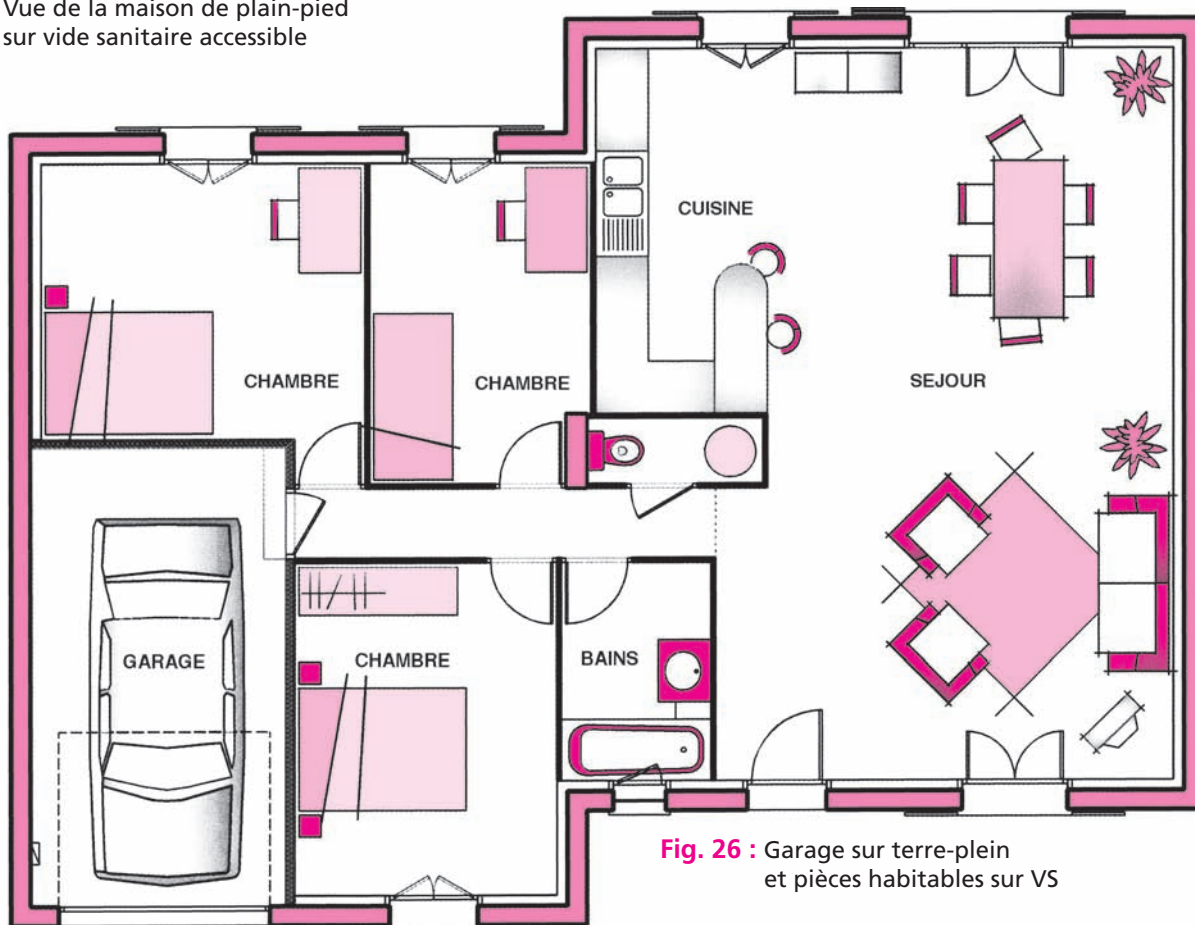 Vue de la maison de plain-pied
sur vide sanitaire accessible
CUISINE
CHAMBRE
CHAMBRE
SEJOUR
GARAGE
CHAMBRE
BAINS
Fig. 26 : Garage sur terre-plein
et pièces habitables sur VS